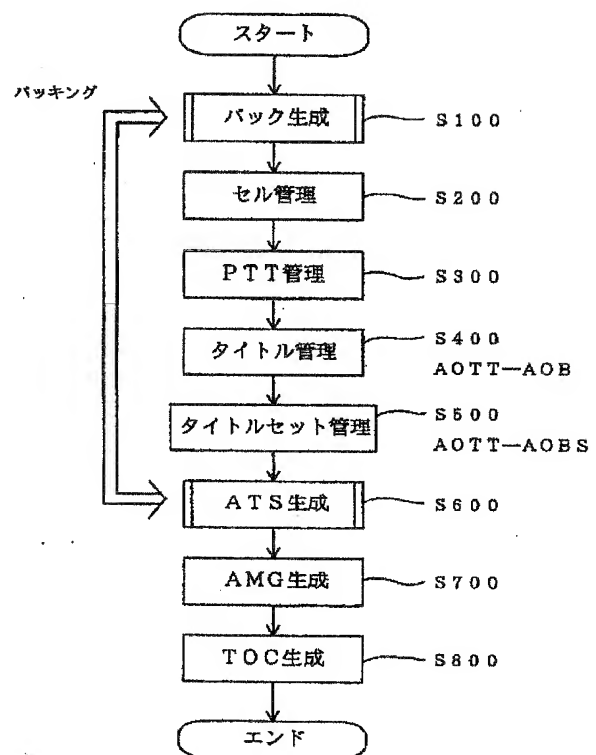 スタート
パッキング
パック生成
S100
セル管理
S200
PTT管理
S300
タイトル管理
S400
AOTT—AOB
タイトルセット管理
S500
AOTT—AOBS
ATS生成
S600
AMG生成
S700
TOC生成
S800
エンド